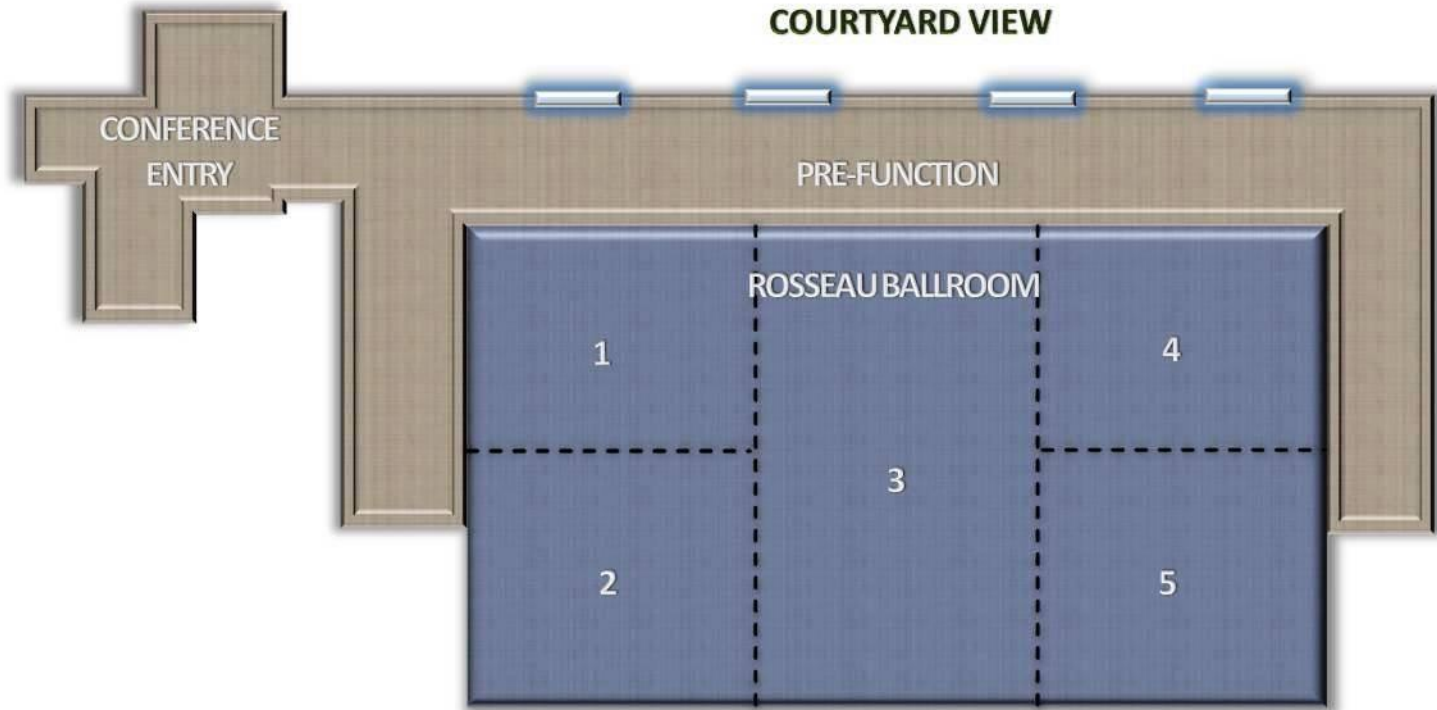 COURTYARD VIEW
CONFERENCE
ENTRY
PRE-FUNCTION
ROSSEAU BALLROOM
1
4
3
2
5